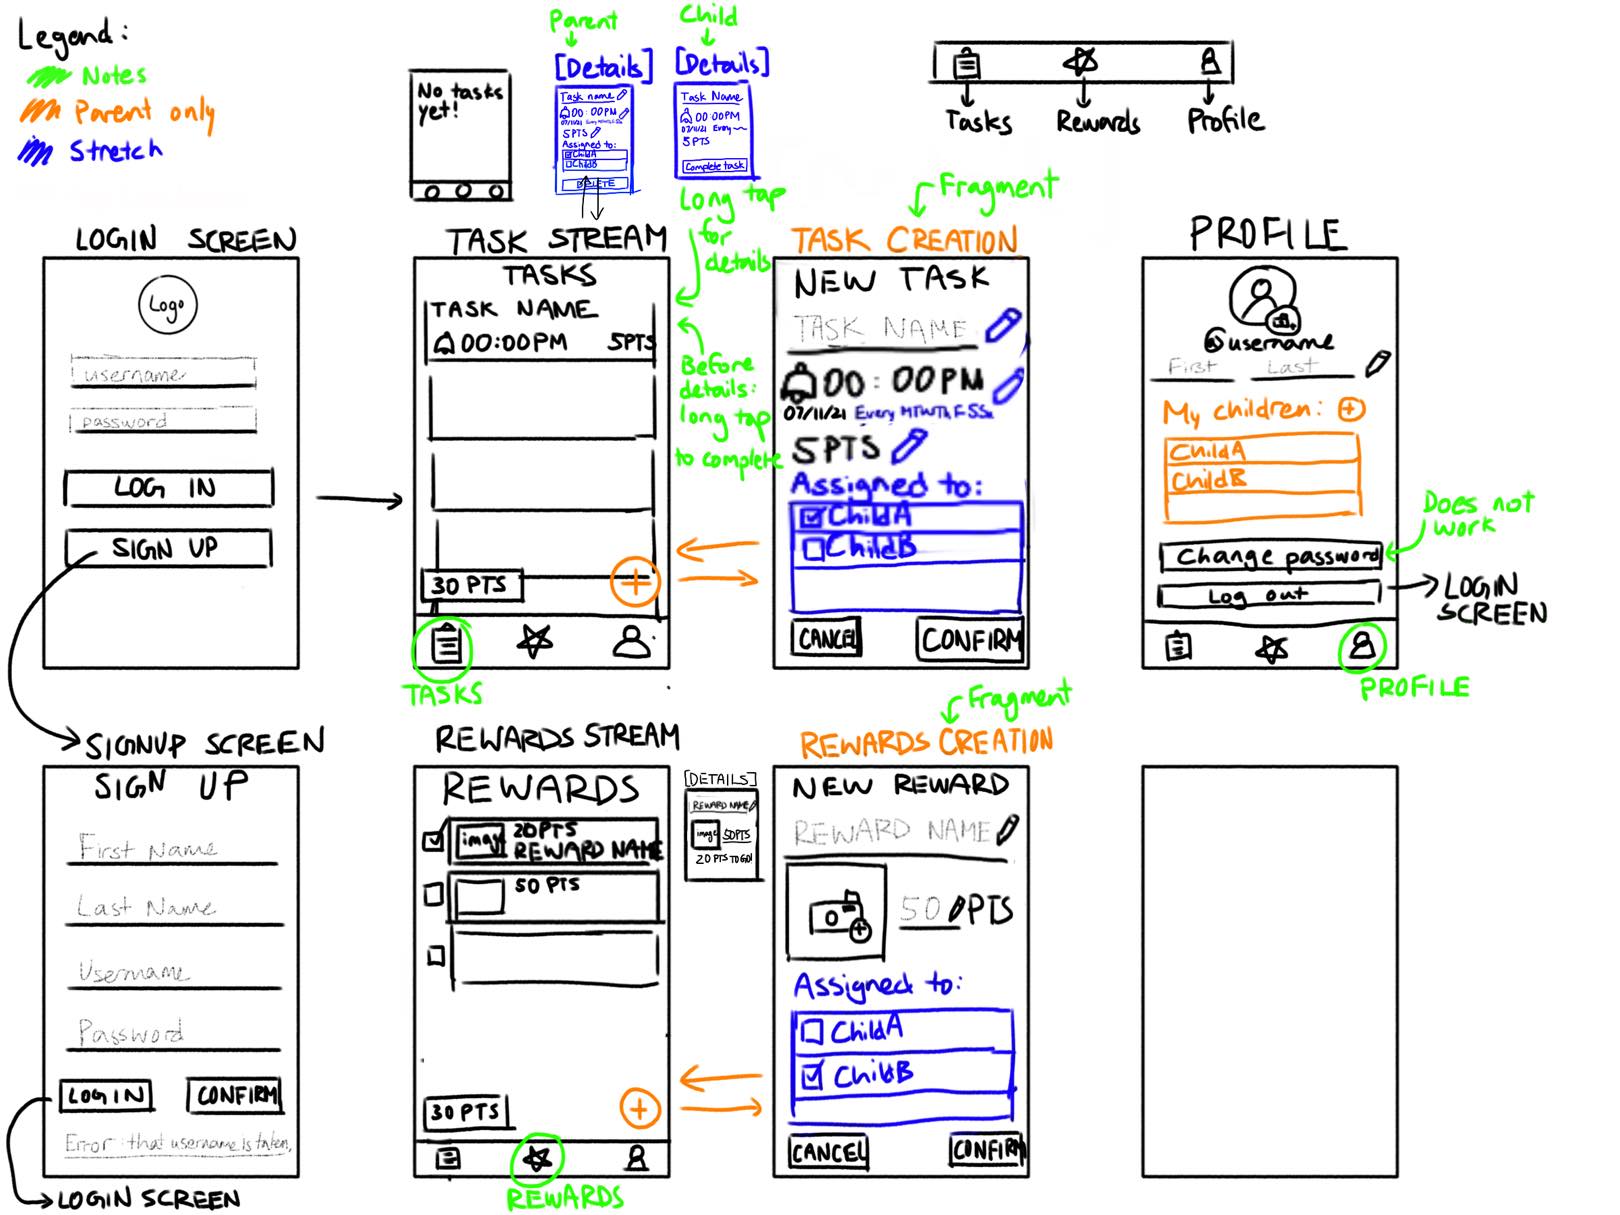 Legend:
Notes
Parent only
Stretch
No tasks
yet!
Parent
[Details]
Task name
00:00PM
07/11/21 Every MTWThFSSu
5PTS
Assigned to:
ChildA
ChildB
DELETE
Child
[Details]
Task Name
00:00PM
07/11/21 Every
5 PTS
Complete task
Tasks
Rewards
Profile
LOGIN SCREEN
Logo
username
password
LOG IN
SIGN UP
TASK STREAM
TASKS
TASK NAME
00:00PM 5PTS
30 PTS
TASKS
Long tap
for
details
Before
details:
long tap
to complete
Fragment
TASK CREATION
NEW TASK
TASK NAME
00:00PM
07/11/21 Every MTWThFSSu
5PTS
Assigned to:
ChildA
ChildB
CANCEL CONFIRM
PROFILE
@username
First Last
My children:
ChildA
ChildB
Change password
Log out
Does not
work
LOGIN
SCREEN
PROFILE
SIGNUP SCREEN
SIGN UP
First Name
Last Name
Username
Password
LOGIN CONFIRM
Error: that username is taken.
LOGIN SCREEN
REWARDS STREAM
REWARDS
image 20PTS
REWARD NAME
50 PTS
30 PTS
REWARDS
[DETAILS]
REWARD NAME
image 50PTS
20 PTS TO GO!
Fragment
REWARDS CREATION
NEW REWARD
REWARD NAME
50 PTS
Assigned to:
ChildA
ChildB
CANCEL CONFIRM